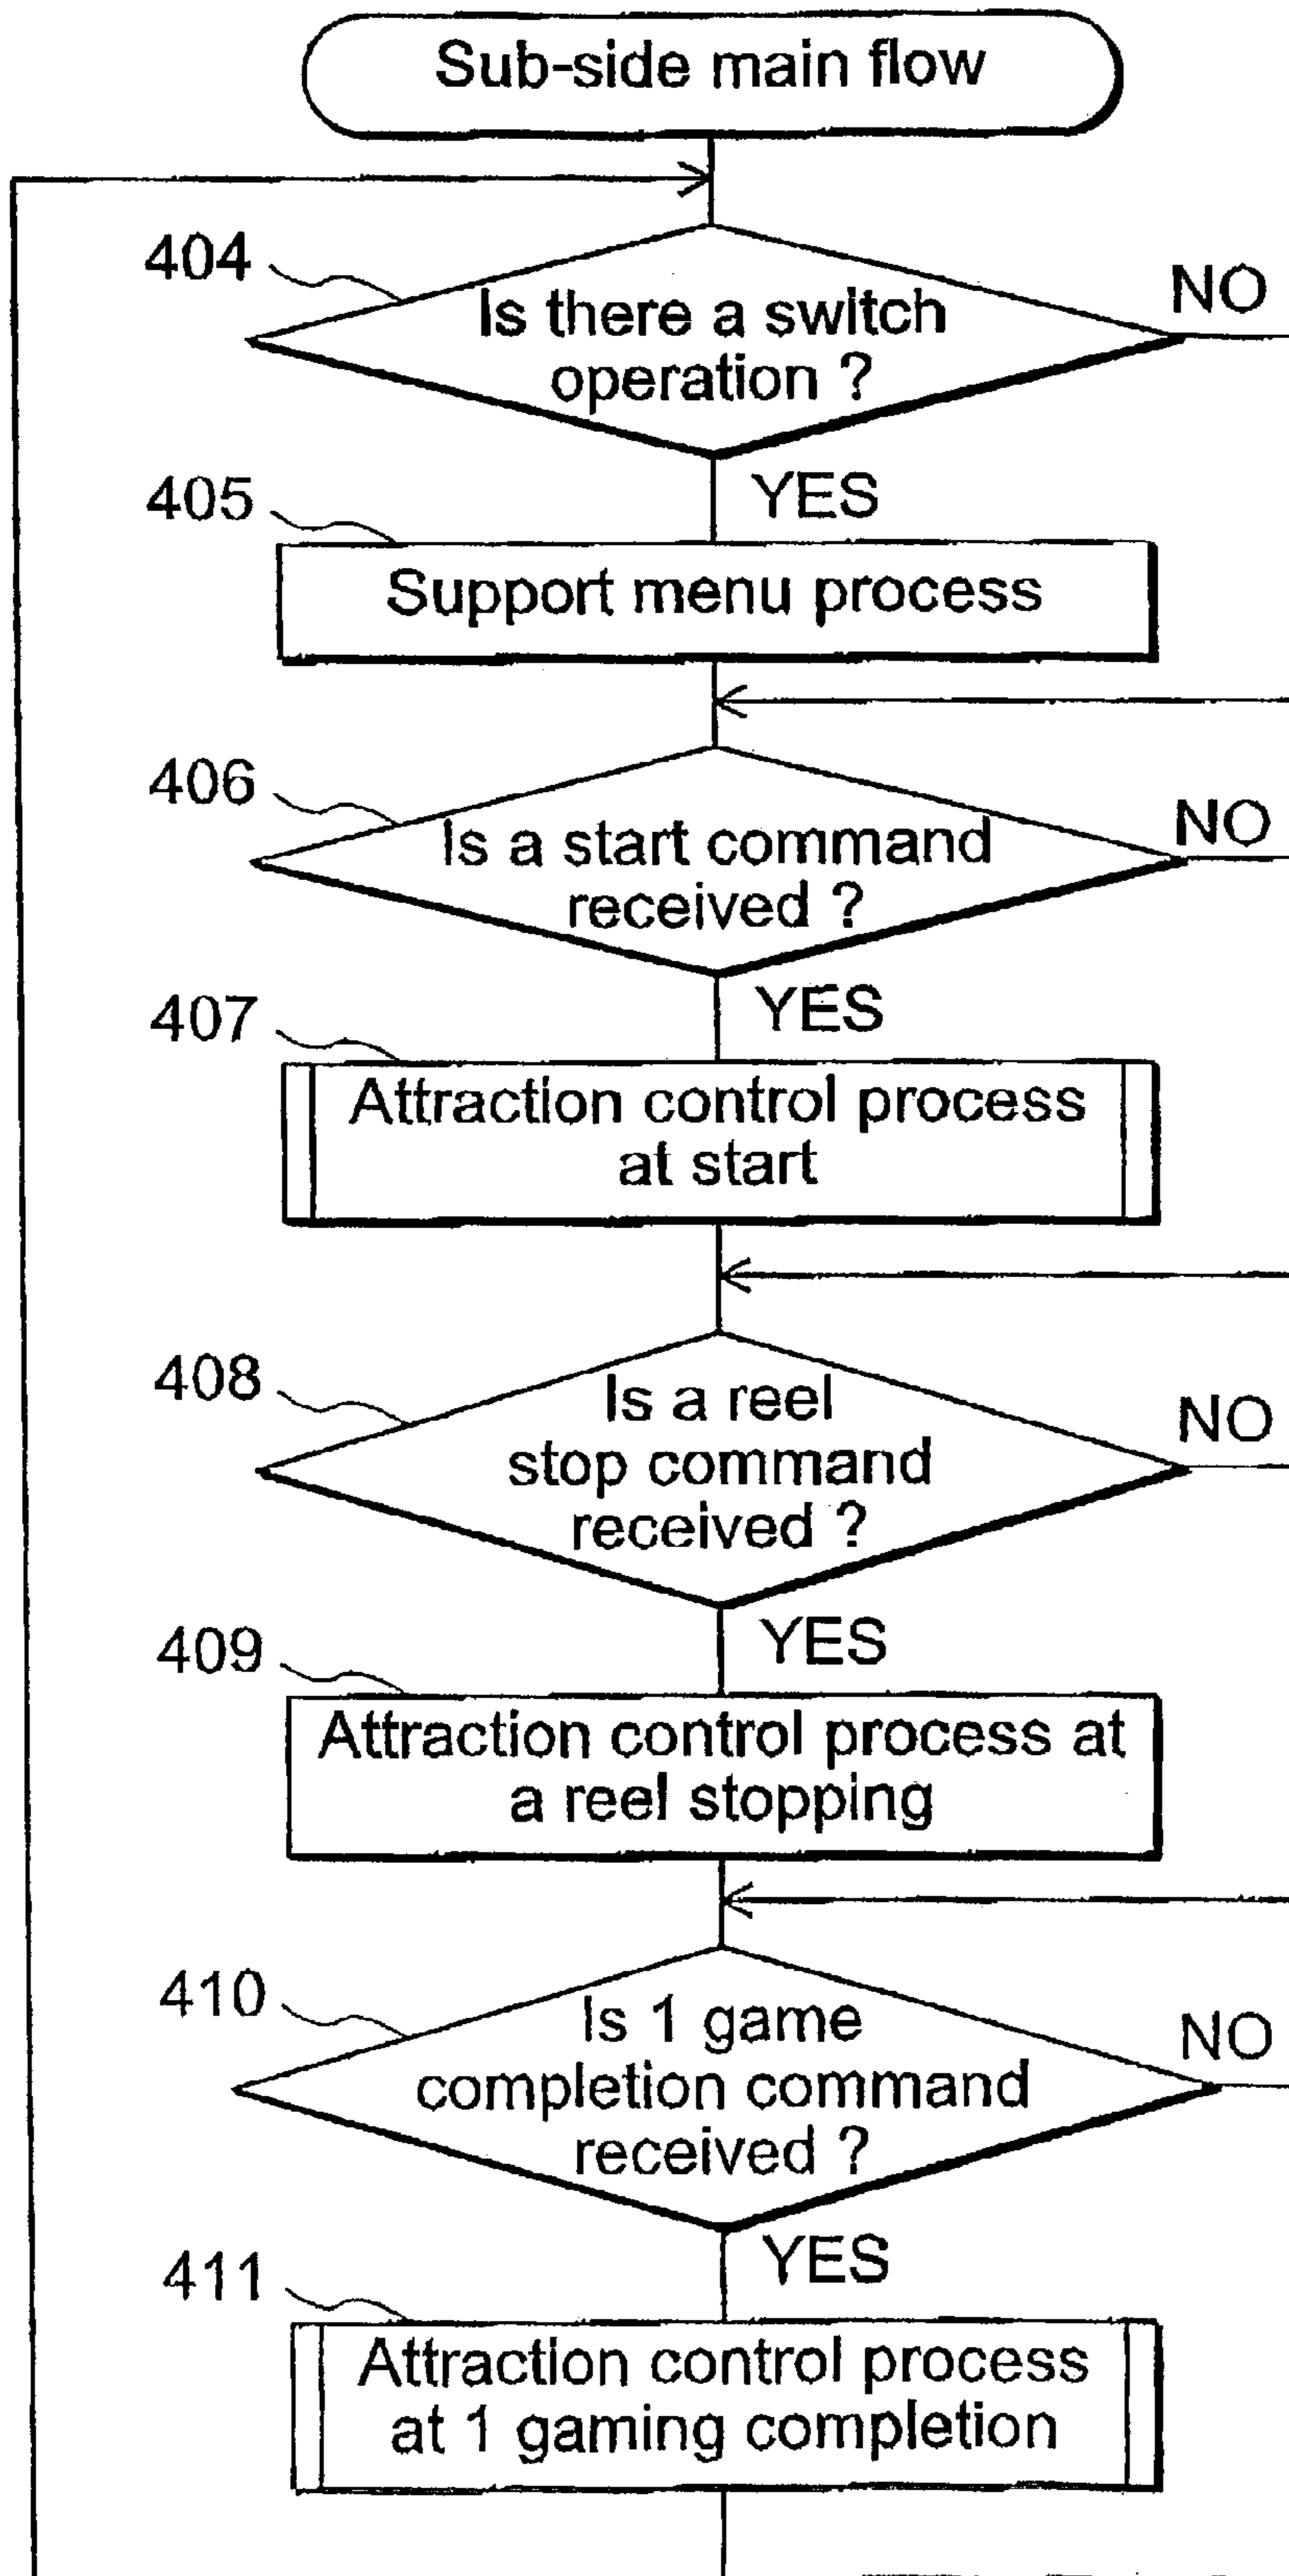 Sub-side main flow
404
NO
Is there a switch
operation ?
405
YES
Support menu process
406
NO
Is a start command
received ?
407
YES
Attraction control process
at start
408
NO
Is a reel
stop command
received ?
409
YES
Attraction control process at
a reel stopping
410
NO
Is 1 game
completion command
received ?
411
YES
Attraction control process
at 1 gaming completion